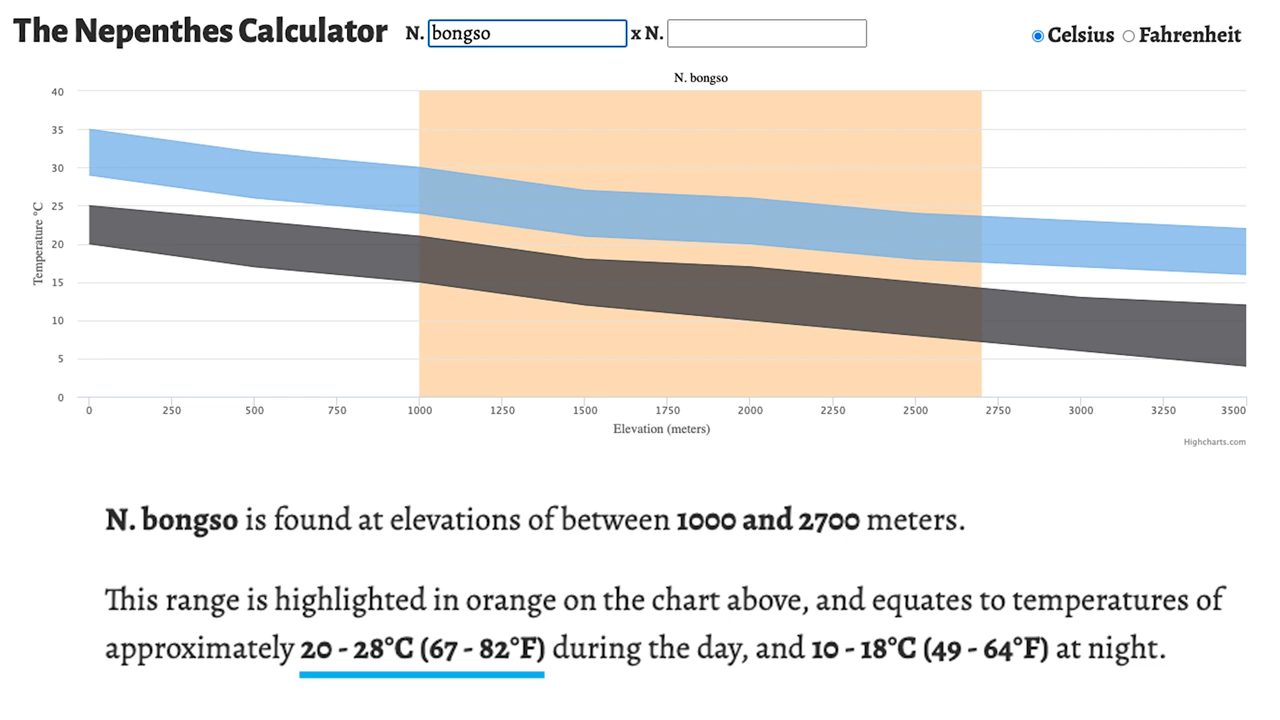 The Nepenthes Calculator N. bongso x N. Celsius Fahrenheit
N. bongso
40
35
30
25
20
15
10
5
0
Temperature °C
0 250 500 750 1000 1250 1500 1750 2000 2250 2500 2750 3000 3250 3500
Elevation (meters)
Highcharts.com
N. bongso is found at elevations of between 1000 and 2700 meters.
This range is highlighted in orange on the chart above, and equates to temperatures of
approximately 20 - 28°C (67 - 82°F) during the day, and 10 - 18°C (49 - 64°F) at night.